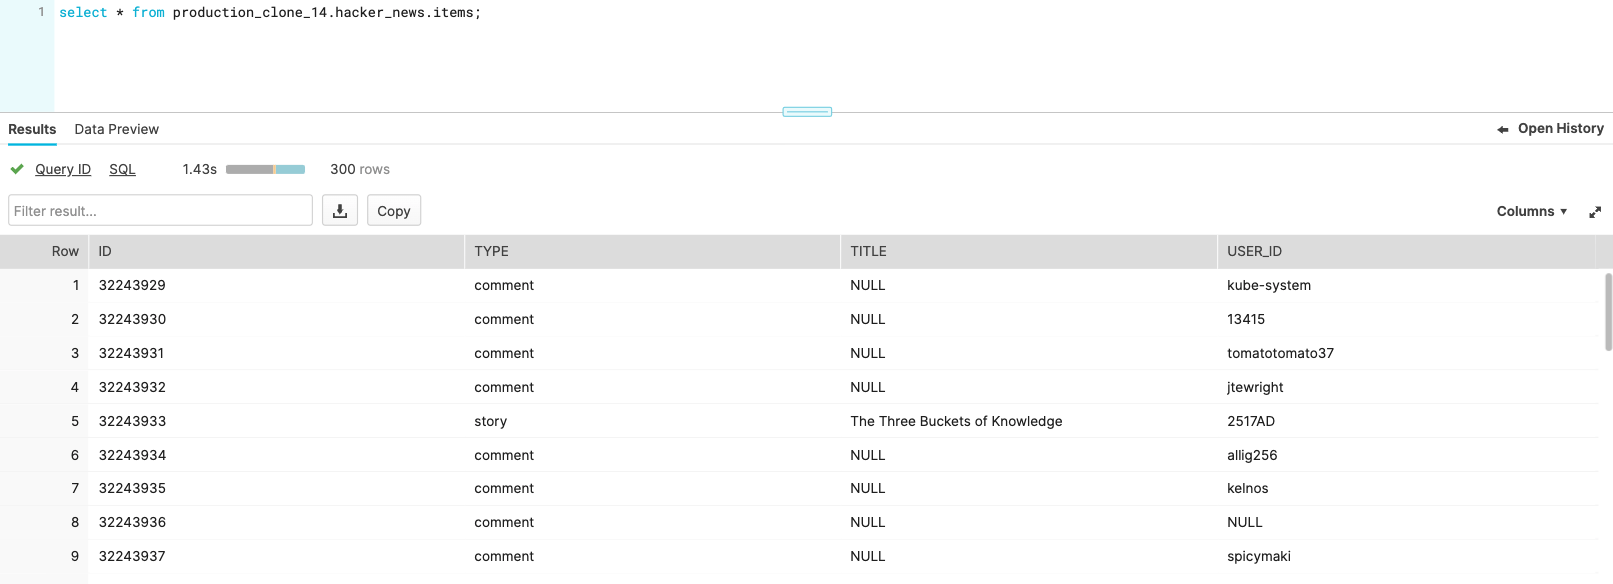 1 select * from production_clone_14.hacker_news.items;
Results Data Preview Open History
Query ID SQL 1.43s 300 rows
Filter result... Copy Columns
Row ID TYPE TITLE USER_ID
1 32243929 comment NULL kube-system
2 32243930 comment NULL 13415
3 32243931 comment NULL tomatotomato37
4 32243932 comment NULL jtewright
5 32243933 story The Three Buckets of Knowledge 2517AD
6 32243934 comment NULL allig256
7 32243935 comment NULL kelnos
8 32243936 comment NULL NULL
9 32243937 comment NULL spicymaki